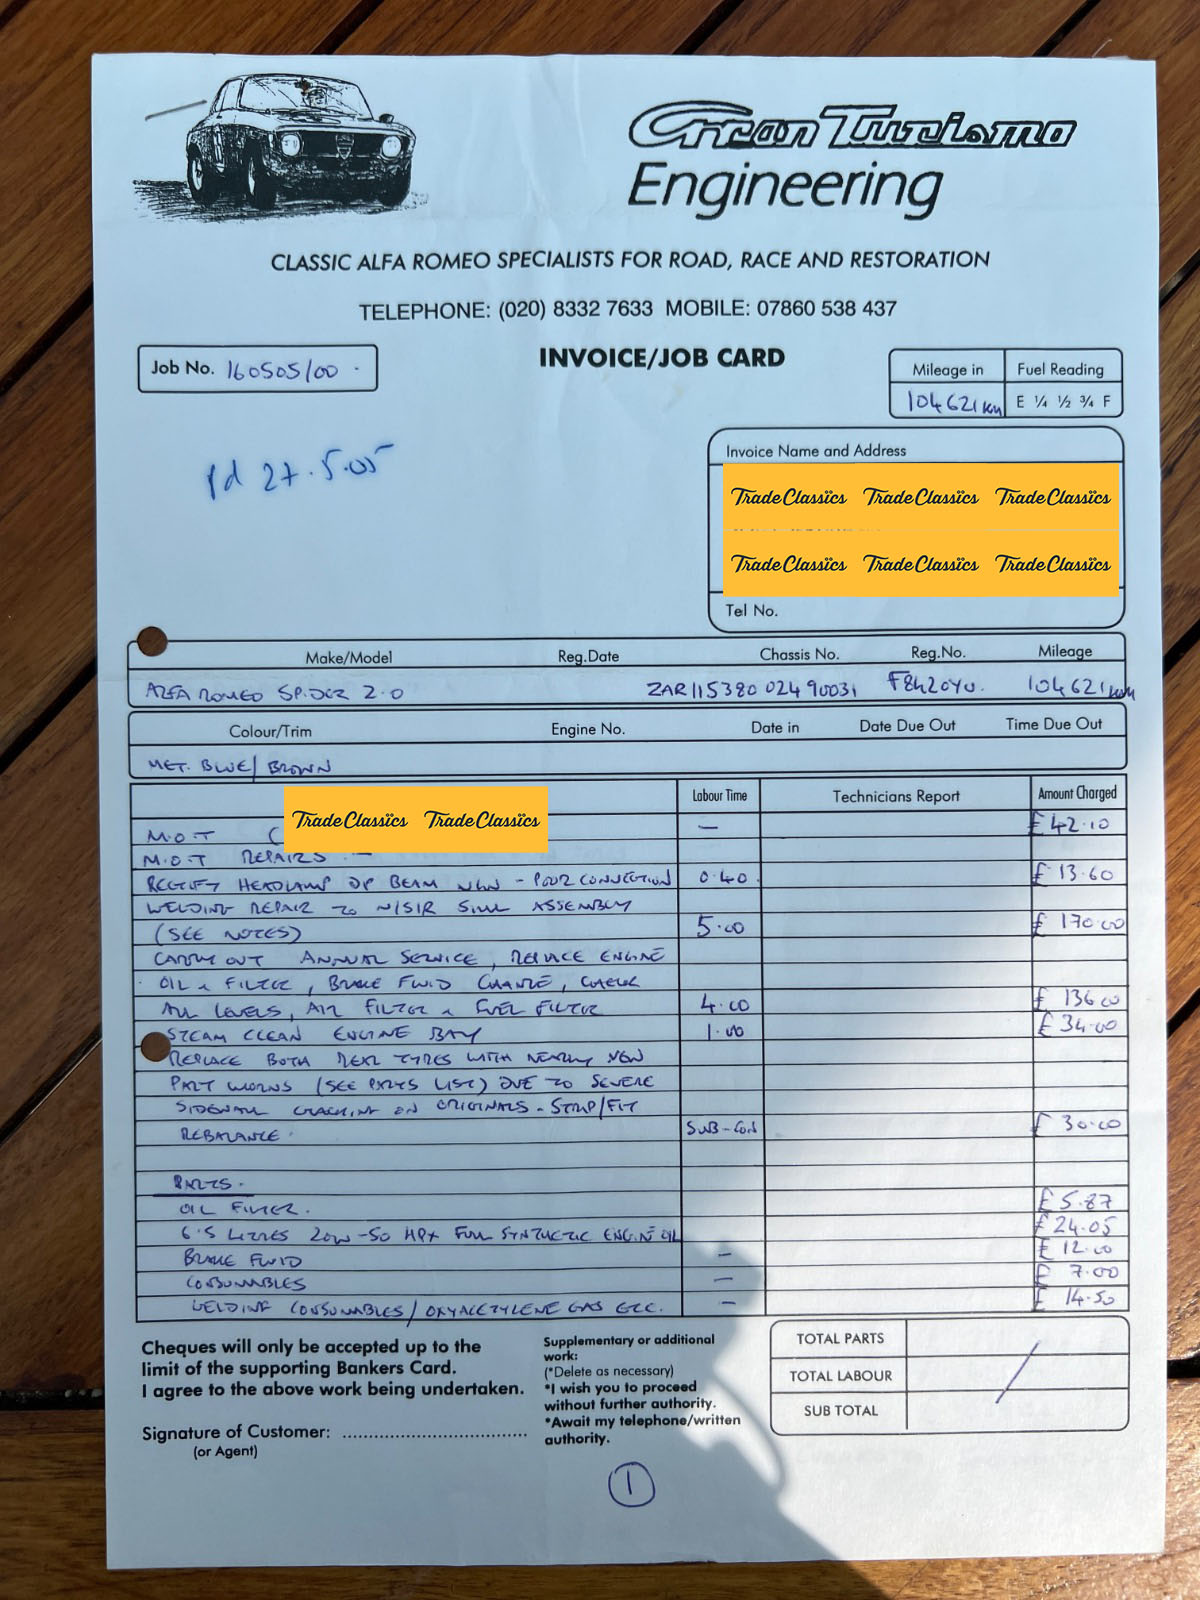 Gran Turismo
Engineering
CLASSIC ALFA ROMEO SPECIALISTS FOR ROAD, RACE AND RESTORATION
TELEPHONE: (020) 8332 7633 MOBILE: 07860 538 437
INVOICE/JOB CARD
Job No. 160505/00
Mileage in Fuel Reading
104621 km E ¼ ½ ¾ F
Pd 27.5.05
Invoice Name and Address
TradeClassics TradeClassics TradeClassics
TradeClassics TradeClassics TradeClassics
Tel No.
Make/Model Reg.Date Chassis No. Reg.No. Mileage
ALFA ROMEO SPIDER 2.0 ZAR11538002490031 F842OYU. 104621 km
Colour/Trim Engine No. Date in Date Due Out Time Due Out
MET. BLUE/BROWN
Labour Time Technicians Report Amount Charged
TradeClassics TradeClassics
M.O.T ( — £42.10
M.O.T REPAIRS. —
RECTIFY HEADLAMP DIP BEAM N/W - POOR CONNECTION 0.40 £13.60
WELDING REPAIR TO N/S/R SILL ASSEMBLY
(SEE NOTES) 5.00 £170.00
CARRY OUT ANNUAL SERVICE, REPLACE ENGINE
OIL & FILTER, BRAKE FLUID CHANGE, CHECK
ALL LEVELS, AIR FILTER & FUEL FILTER 4.00 £136.00
STEAM CLEAN ENGINE BAY 1.00 £34.00
REPLACE BOTH REAR TYRES WITH NEARLY NEW
PART WORNS (SEE PARTS LIST) DUE TO SEVERE
SIDEWALL CRACKING ON ORIGINALS - STRIP/FIT
REBALANCE. SUB-CON £30.00
PARTS.
OIL FILTER. £5.87
6.5 LITRES 20W-50 HPX FULL SYNTHETIC ENGINE OIL £24.05
BRAKE FLUID — £12.00
CONSUMABLES — £7.00
WELDING CONSUMABLES/OXYACETYLENE GAS ETC. — £14.50
Cheques will only be accepted up to the
limit of the supporting Bankers Card.
I agree to the above work being undertaken.
Signature of Customer: ................................
(or Agent)
Supplementary or additional
work:
(*Delete as necessary)
*I wish you to proceed
without further authority.
*Await my telephone/written
authority.
TOTAL PARTS
TOTAL LABOUR
SUB TOTAL
1